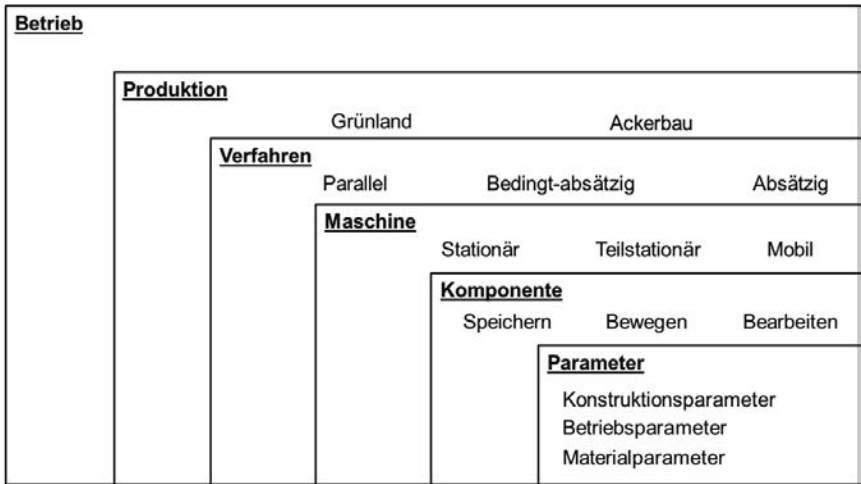 Betrieb
Produktion
Grünland Ackerbau
Verfahren
Parallel Bedingt-absätzig Absätzig
Maschine
Stationär Teilstationär Mobil
Komponente
Speichern Bewegen Bearbeiten
Parameter
Konstruktionsparameter
Betriebsparameter
Materialparameter